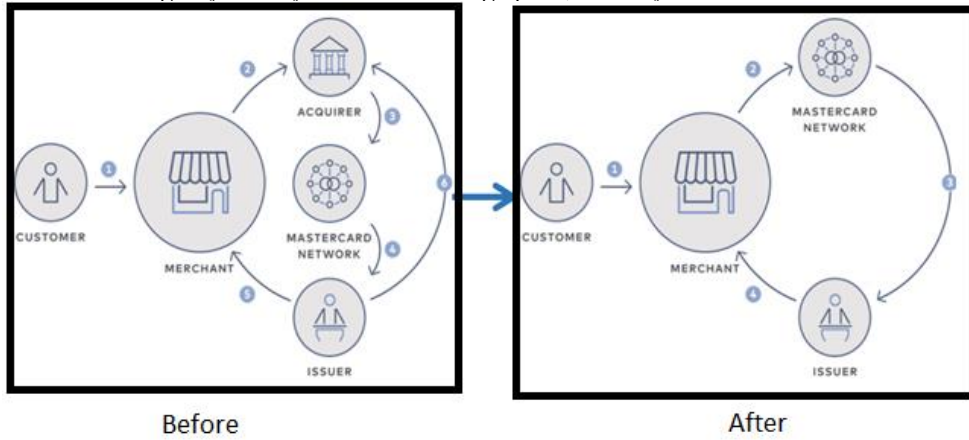 2
ACQUIRER
3
1
MASTERCARD
NETWORK
CUSTOMER
4
MERCHANT
5
ISSUER
6
Before
2
MASTERCARD
NETWORK
1
3
CUSTOMER
MERCHANT
4
ISSUER
After